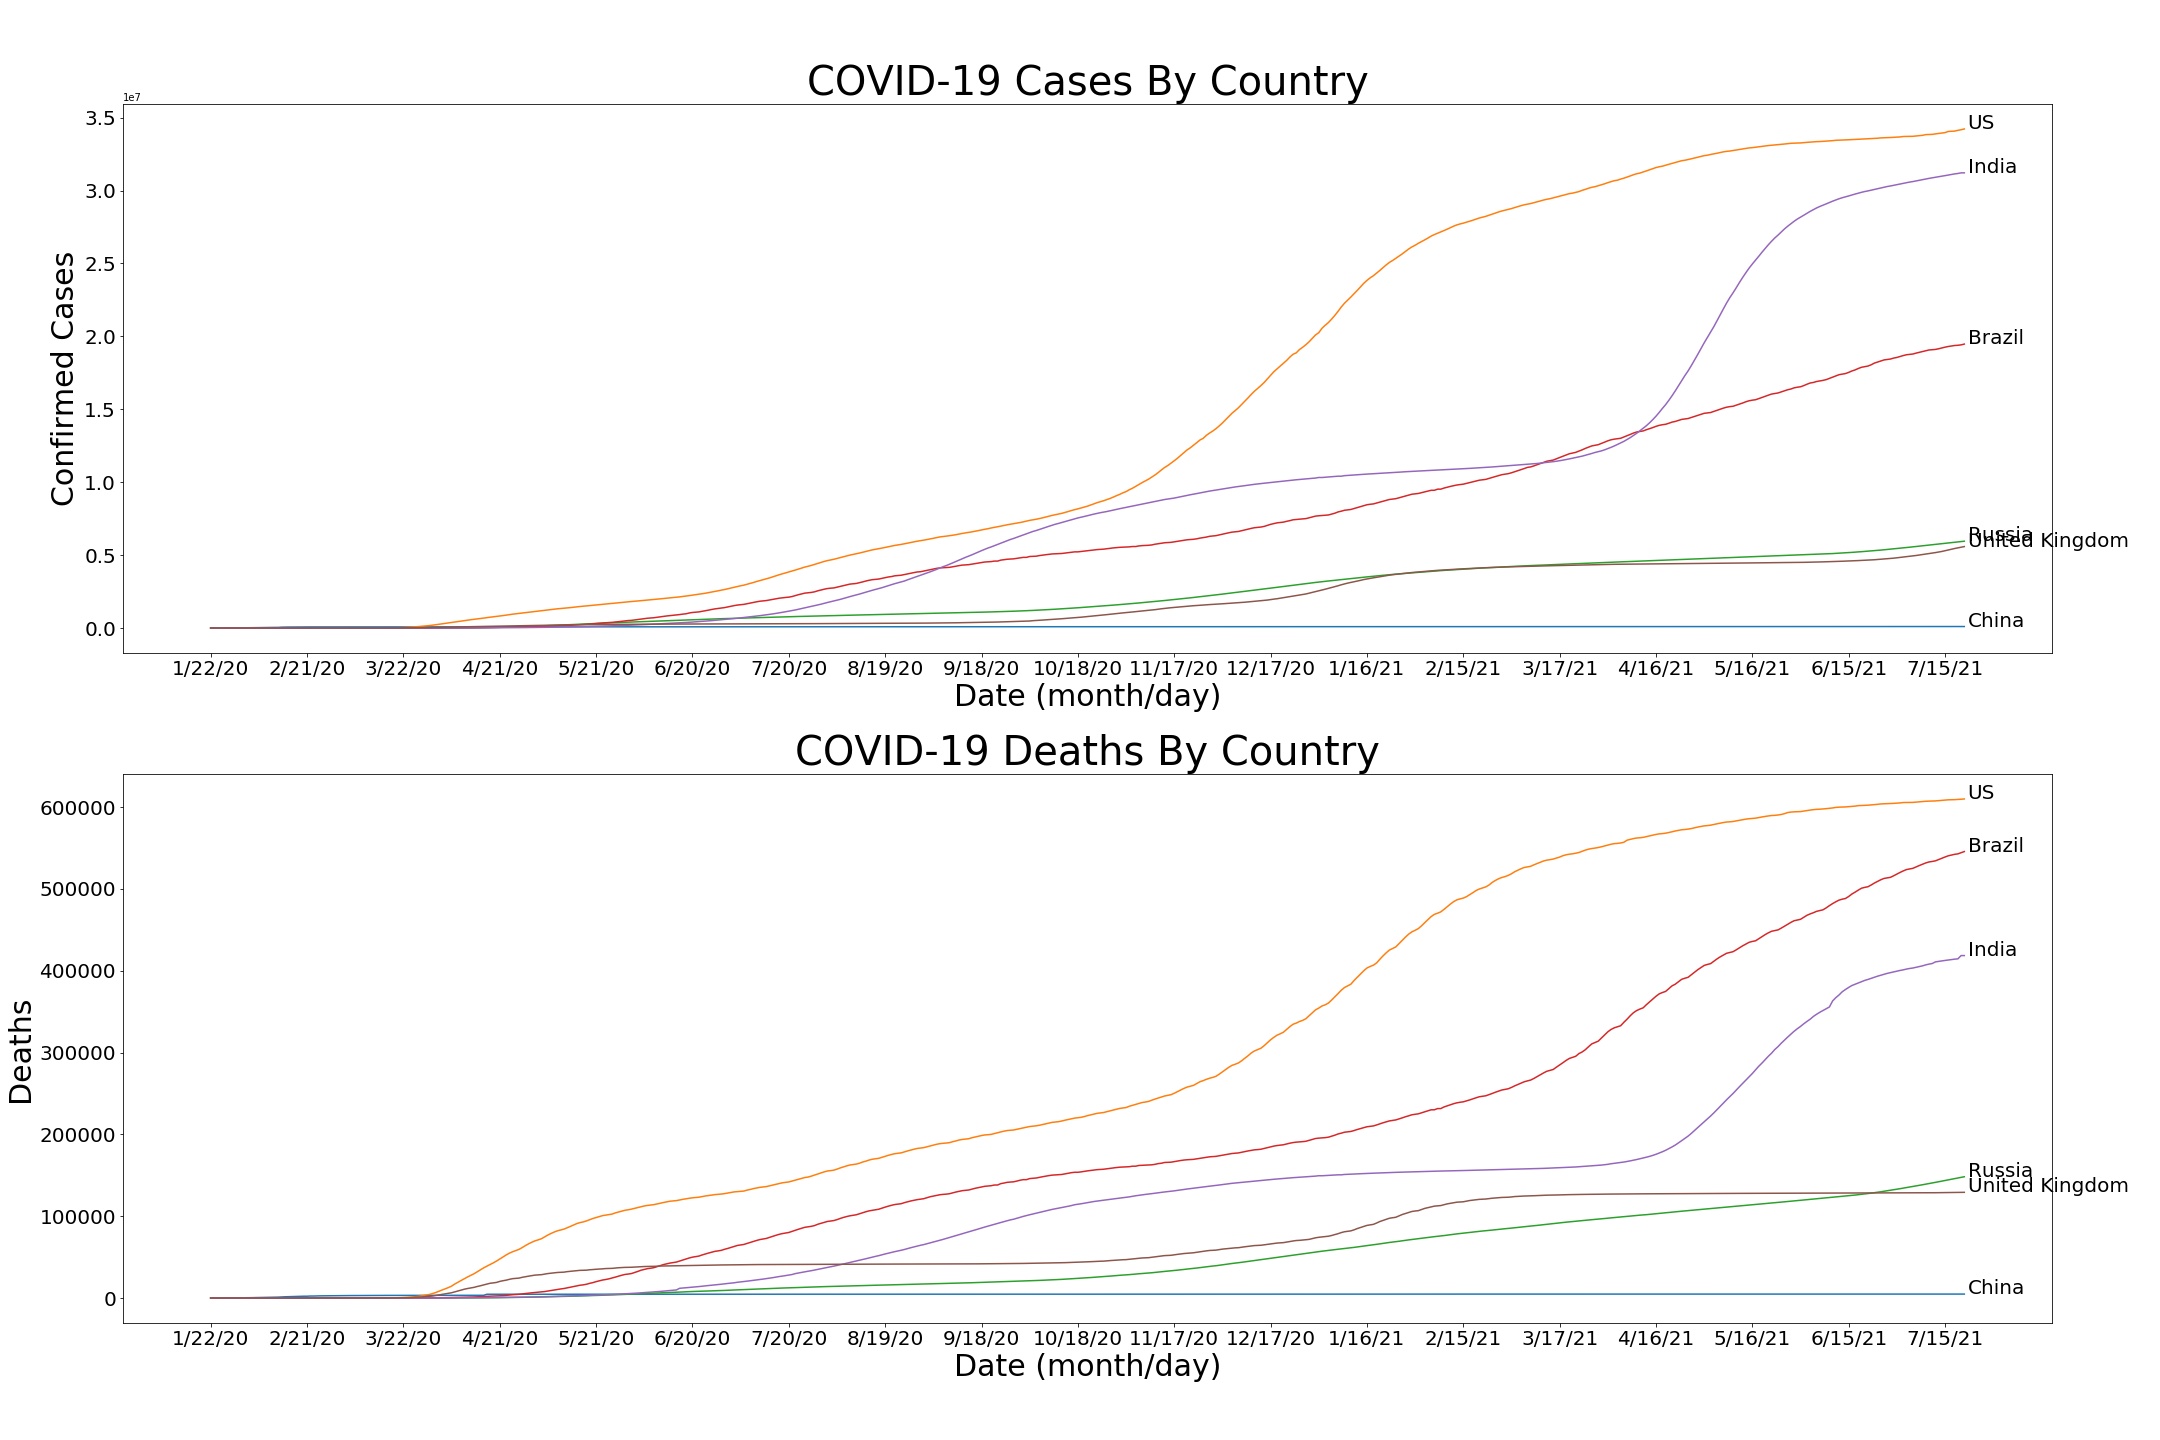 COVID-19 Cases By Country
1e7
3.5
3.0
2.5
2.0
1.5
1.0
0.5
0.0
Confirmed Cases
US
India
Brazil
Russia
United Kingdom
China
1/22/20 2/21/20 3/22/20 4/21/20 5/21/20 6/20/20 7/20/20 8/19/20 9/18/20 10/18/20 11/17/20 12/17/20 1/16/21 2/15/21 3/17/21 4/16/21 5/16/21 6/15/21 7/15/21
Date (month/day)
COVID-19 Deaths By Country
600000
500000
400000
300000
200000
100000
0
Deaths
US
Brazil
India
Russia
United Kingdom
China
1/22/20 2/21/20 3/22/20 4/21/20 5/21/20 6/20/20 7/20/20 8/19/20 9/18/20 10/18/20 11/17/20 12/17/20 1/16/21 2/15/21 3/17/21 4/16/21 5/16/21 6/15/21 7/15/21
Date (month/day)